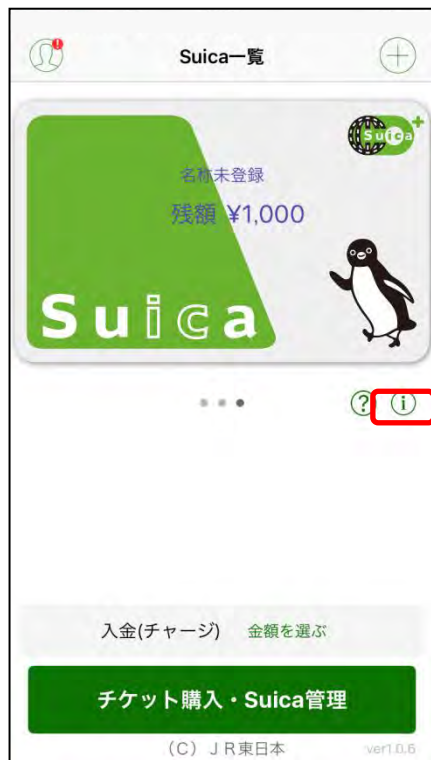 Suica一覧
Suica
名称未登録
残額 ¥1,000
Suica
入金(チャージ) 金額を選ぶ
チケット購入・Suica管理
(C) JR東日本 ver1.0.6